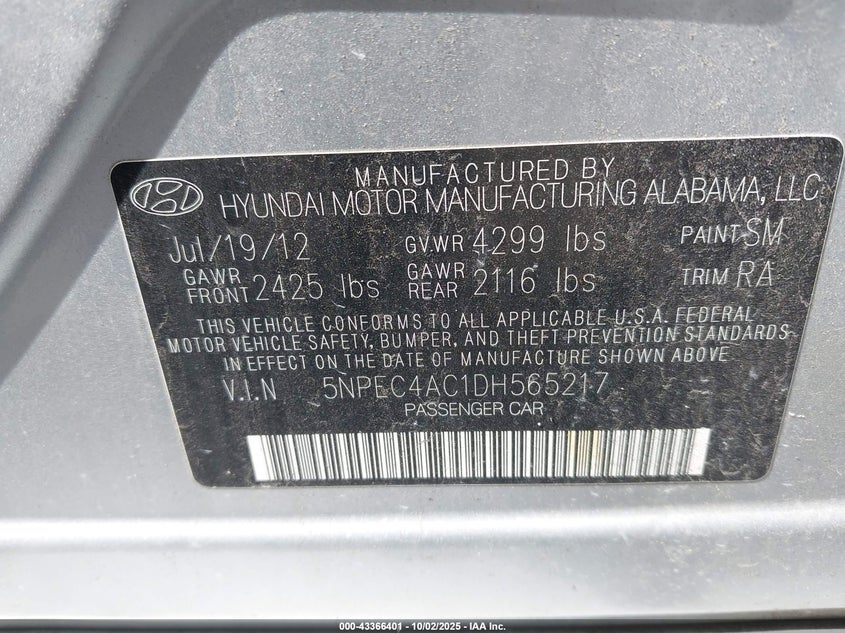 MANUFACTURED BY
HYUNDAI MOTOR MANUFACTURING ALABAMA, LLC
Jul/19/12 GVWR 4299 lbs PAINT SM
GAWR FRONT 2425 lbs GAWR REAR 2116 lbs TRIM RA
THIS VEHICLE CONFORMS TO ALL APPLICABLE U.S.A. FEDERAL
MOTOR VEHICLE SAFETY, BUMPER, AND THEFT PREVENTION STANDARDS
IN EFFECT ON THE DATE OF MANUFACTURE SHOWN ABOVE.
V.I.N 5NPEC4AC1DH565217
PASSENGER CAR
000-43366401 - 10/02/2025 - IAA Inc.